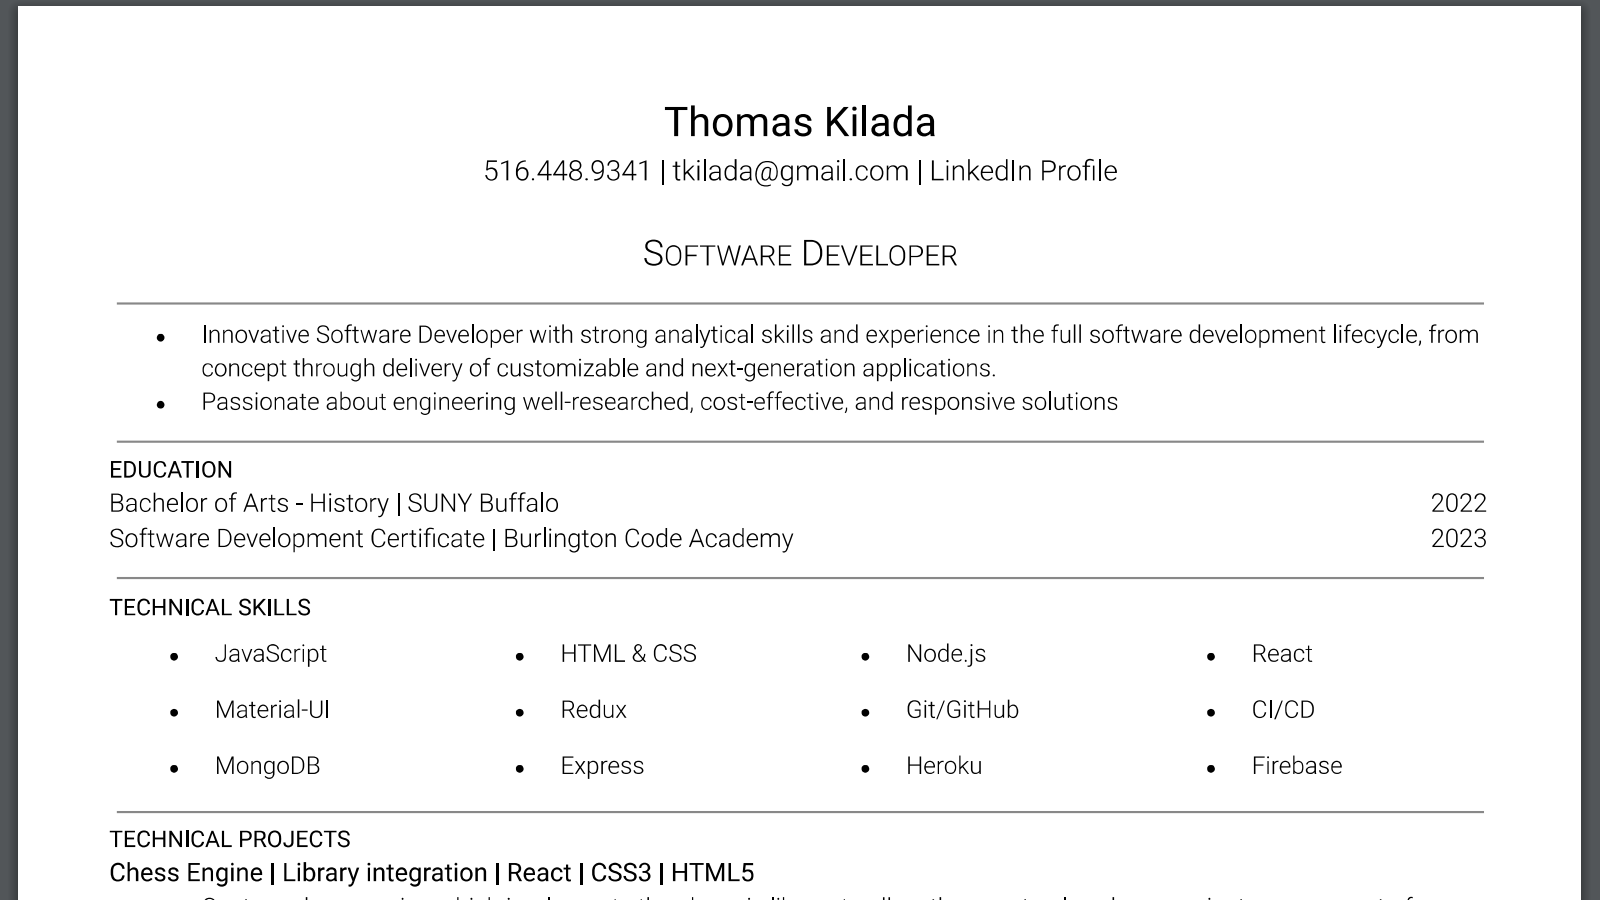 Thomas Kilada
516.448.9341 | tkilada@gmail.com | LinkedIn Profile
SOFTWARE DEVELOPER
● Innovative Software Developer with strong analytical skills and experience in the full software development lifecycle, from
concept through delivery of customizable and next-generation applications.
● Passionate about engineering well-researched, cost-effective, and responsive solutions
EDUCATION
Bachelor of Arts - History | SUNY Buffalo 2022
Software Development Certificate | Burlington Code Academy 2023
TECHNICAL SKILLS
● JavaScript ● HTML & CSS ● Node.js ● React
● Material-UI ● Redux ● Git/GitHub ● CI/CD
● MongoDB ● Express ● Heroku ● Firebase
TECHNICAL PROJECTS
Chess Engine | Library integration | React | CSS3 | HTML5